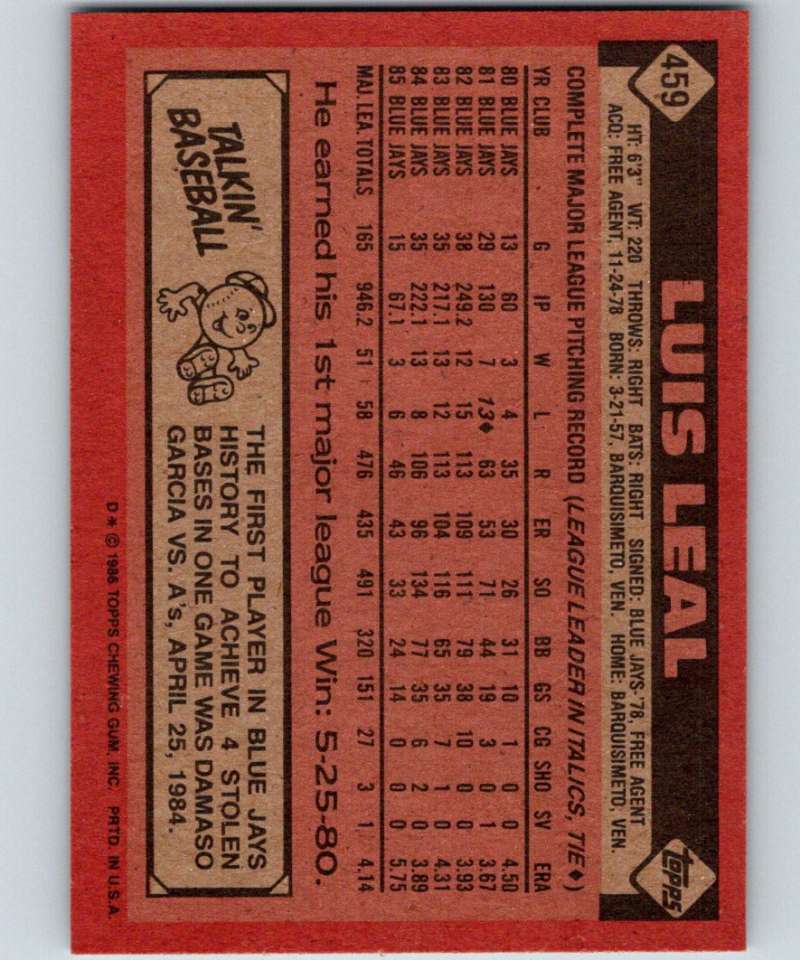 459
LUIS LEAL
TOPPS
HT: 6'3" WT: 220 THROWS: RIGHT BATS: RIGHT SIGNED: BLUE JAYS-'78, FREE AGENT
ACQ: FREE AGENT, 11-24-78 BORN: 3-21-57, BARQUISIMETO, VEN. HOME: BARQUISIMETO, VEN.
COMPLETE MAJOR LEAGUE PITCHING RECORD (LEAGUE LEADER IN ITALICS, TIE♦)
YR CLUB G IP W L R ER SO BB GS CG SHO SV ERA
80 BLUE JAYS 13 60 3 4 35 30 26 31 10 1 0 0 4.50
81 BLUE JAYS 29 130 7 13♦ 63 53 71 44 19 3 0 1 3.67
82 BLUE JAYS 38 249.2 12 15 113 109 111 79 38 10 0 0 3.93
83 BLUE JAYS 35 217.1 13 12 113 104 116 65 35 7 1 0 4.31
84 BLUE JAYS 35 222.1 13 8 106 96 134 77 35 6 2 0 3.89
85 BLUE JAYS 15 67.1 3 6 46 43 33 24 14 0 0 0 5.75
MAJ. LEA. TOTALS 165 946.2 51 58 476 435 491 320 151 27 3 1 4.14
He earned his 1st major league Win: 5-25-80.
TALKIN'
BASEBALL
THE FIRST PLAYER IN BLUE JAYS
HISTORY TO ACHIEVE 4 STOLEN
BASES IN ONE GAME WAS DAMASO
GARCIA VS. A's, APRIL 25, 1984.
D* © 1986 TOPPS CHEWING GUM, INC. PRTD. IN U.S.A.